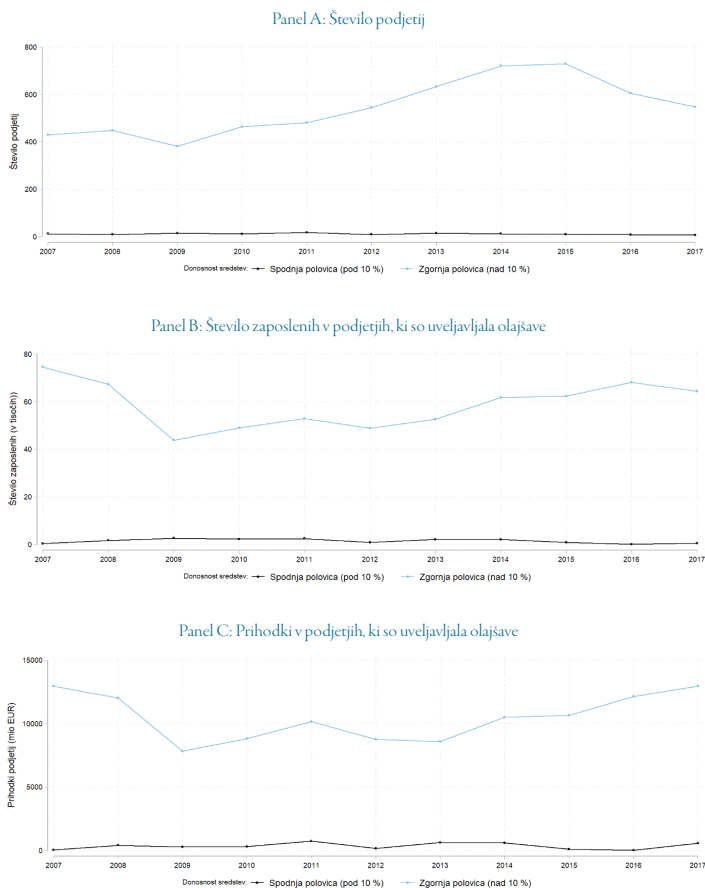 Panel A: Število podjetij
Število podjetij
800
600
400
200
0
2007 2008 2009 2010 2011 2012 2013 2014 2015 2016 2017
Donosnost sredstev: Spodnja polovica (pod 10 %) Zgornja polovica (nad 10 %)
Panel B: Število zaposlenih v podjetjih, ki so uveljavljala olajšave
Število zaposlenih (v tisočih))
80
60
40
20
0
2007 2008 2009 2010 2011 2012 2013 2014 2015 2016 2017
Donosnost sredstev: Spodnja polovica (pod 10 %) Zgornja polovica (nad 10 %)
Panel C: Prihodki v podjetjih, ki so uveljavljala olajšave
Prihodki podjetij (mio EUR)
15000
10000
5000
0
2007 2008 2009 2010 2011 2012 2013 2014 2015 2016 2017
Donosnost sredstev: Spodnja polovica (pod 10 %) Zgornja polovica (nad 10 %)